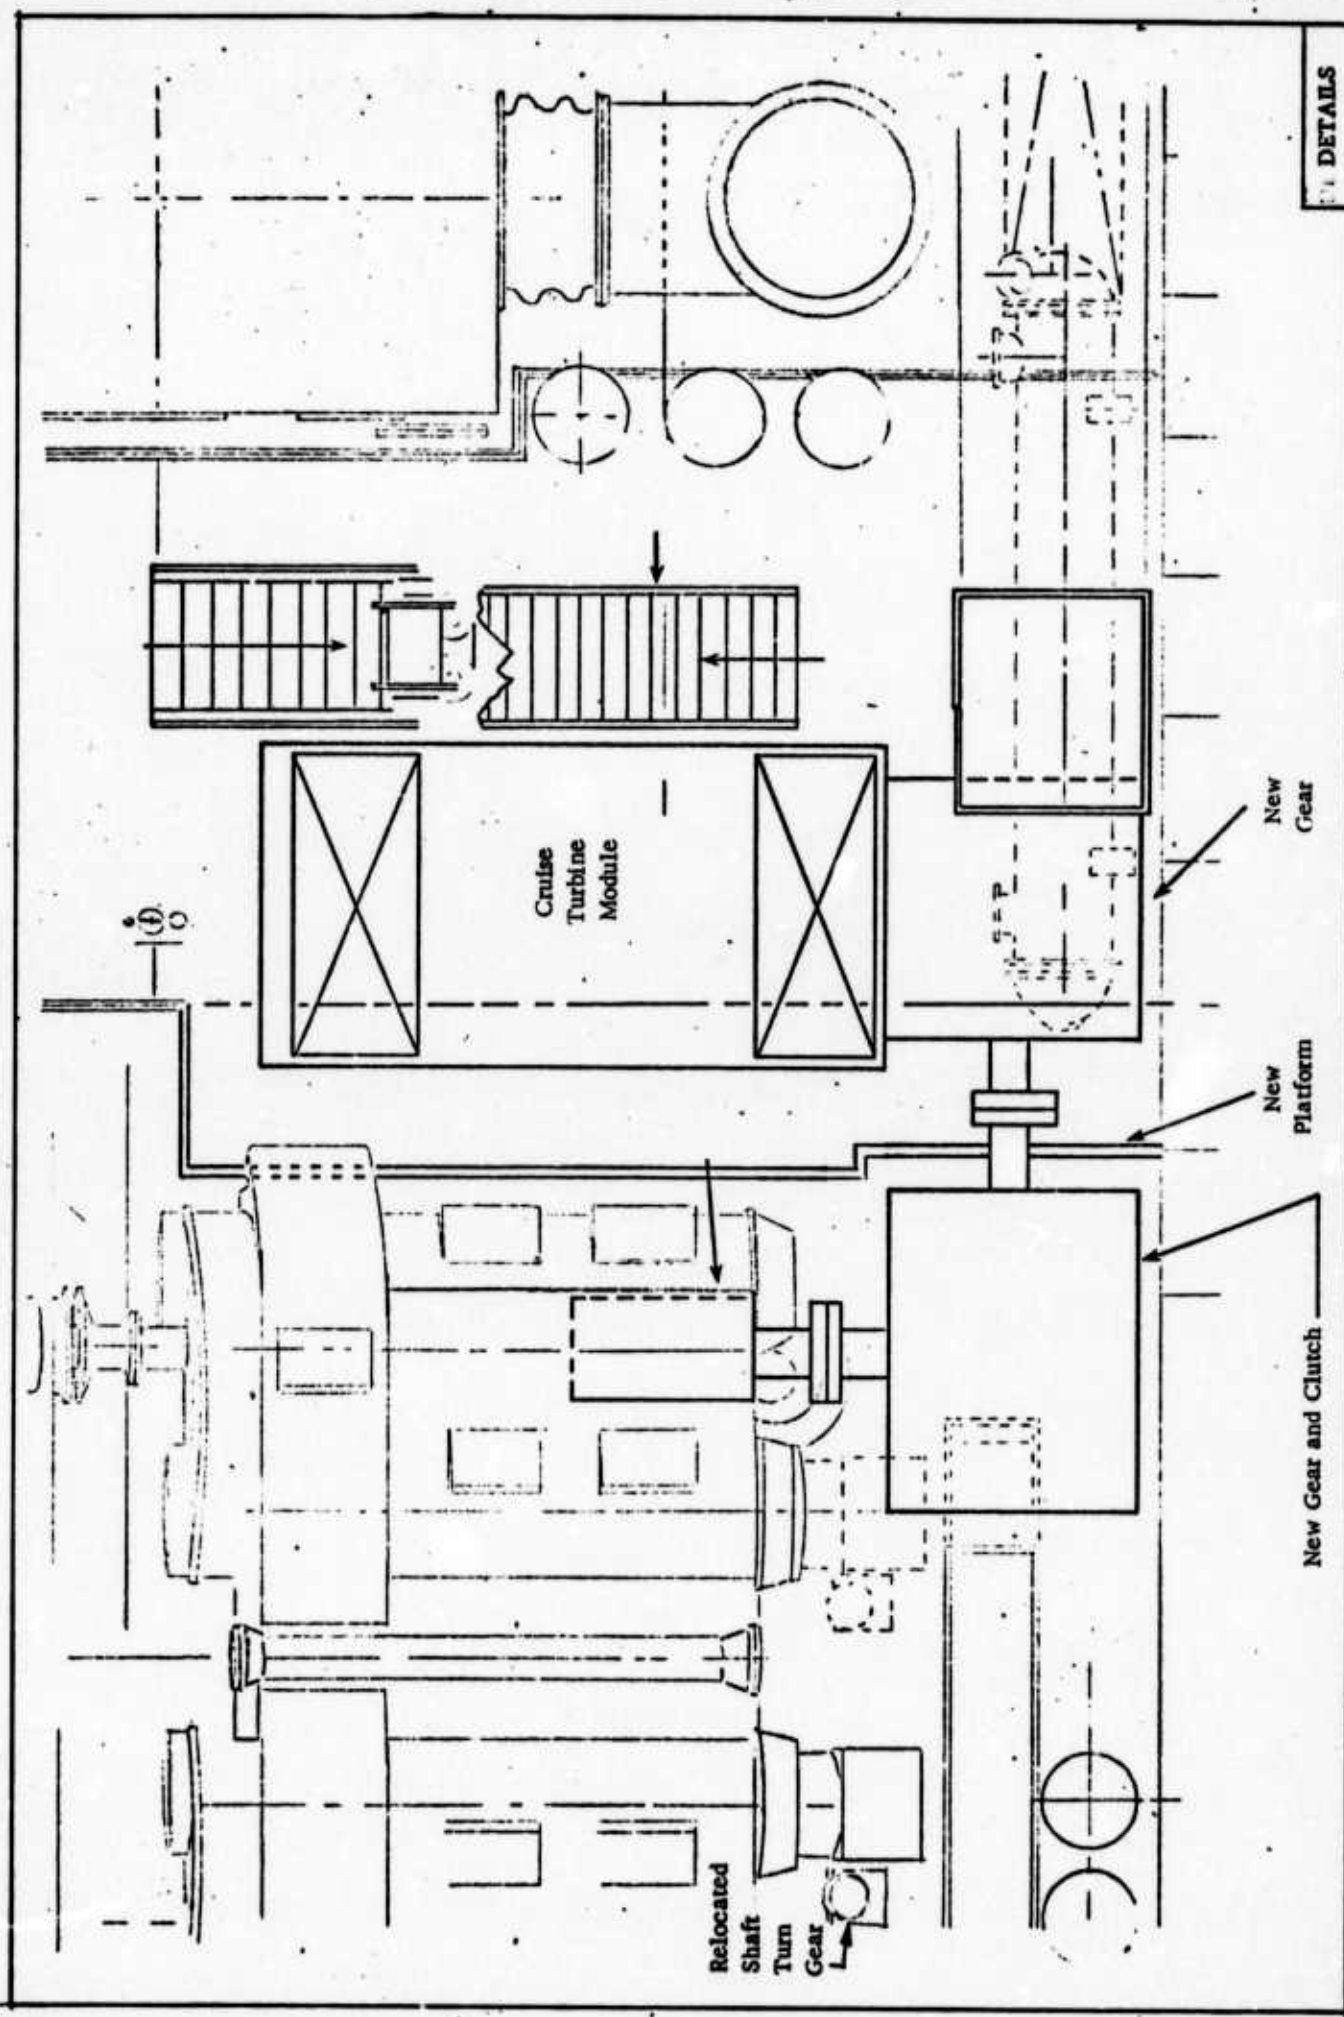 DETAILS
Cruise
Turbine
Module
New
Gear
New
Platform
New Gear and Clutch
Relocated
Shaft
Turn
Gear